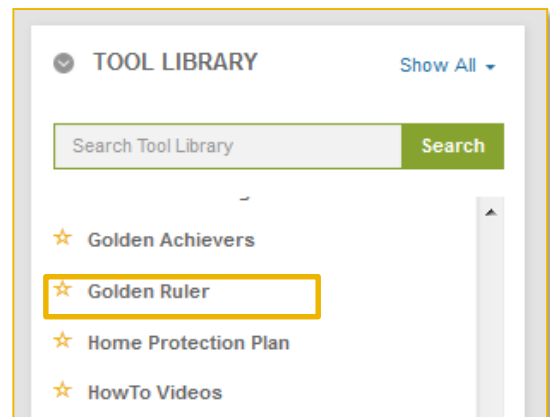 TOOL LIBRARY
Show All
Search Tool Library
Search
Golden Achievers
Golden Ruler
Home Protection Plan
HowTo Videos